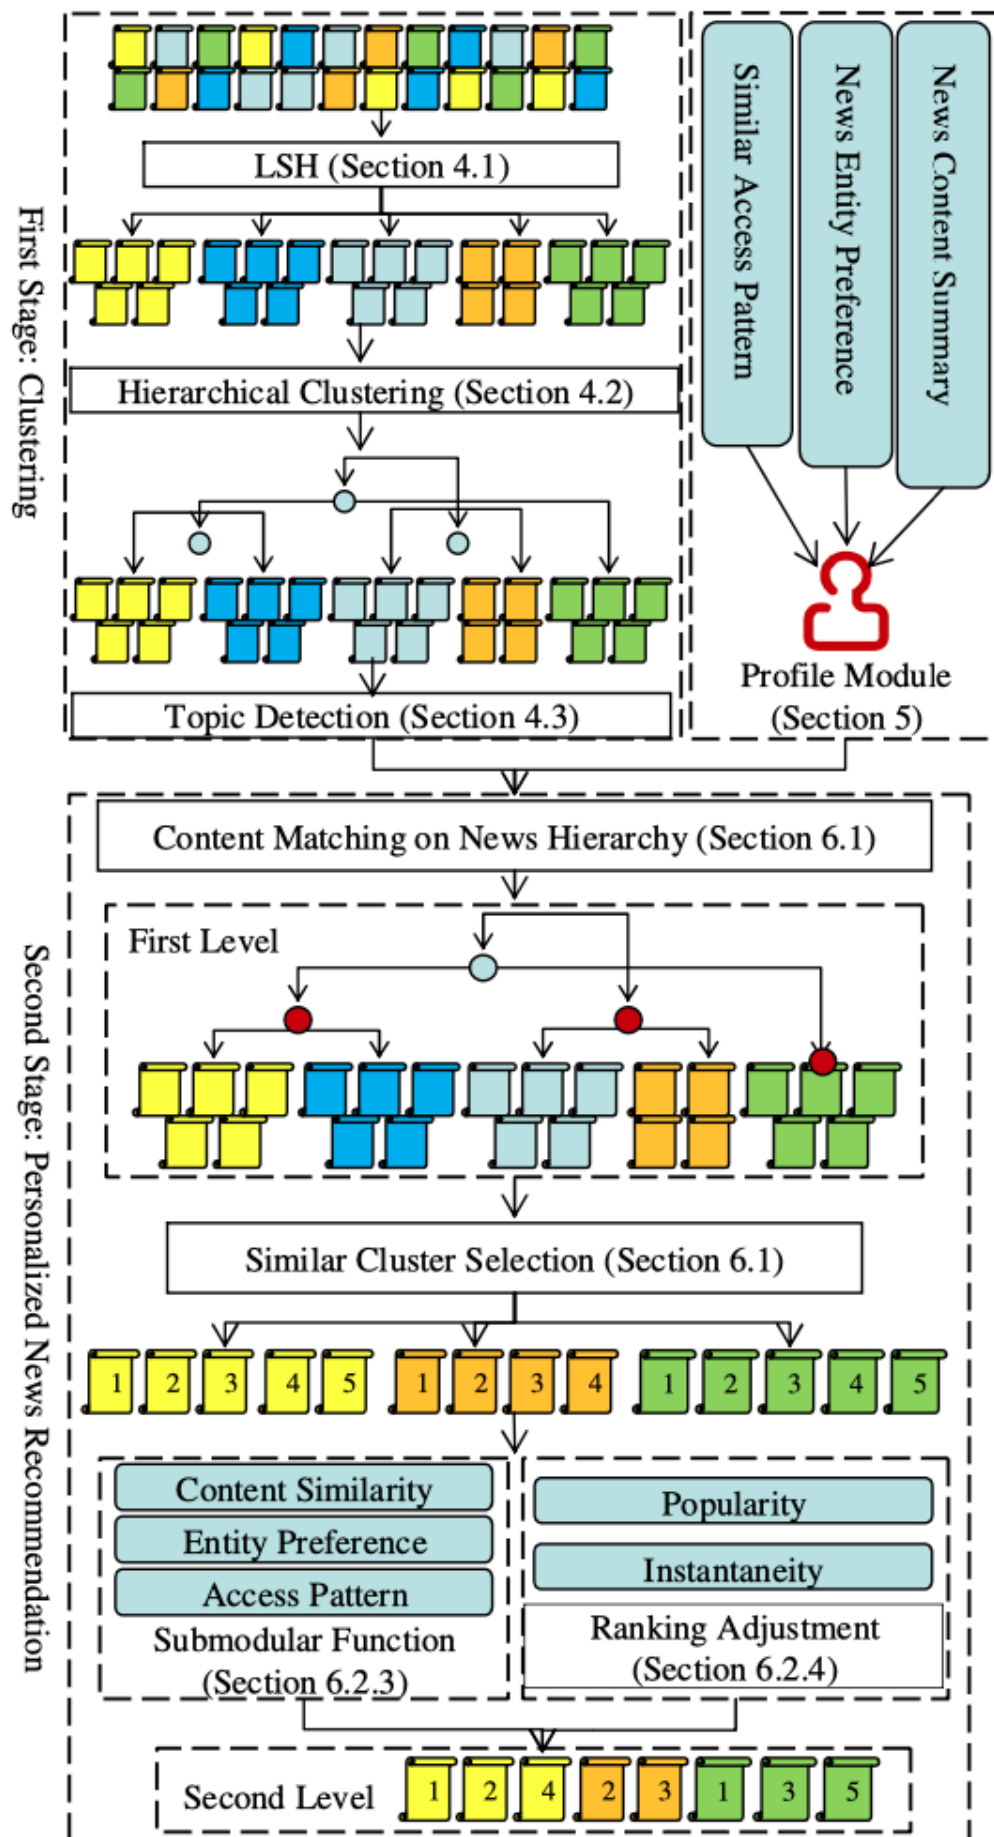 First Stage: Clustering
LSH (Section 4.1)
Hierarchical Clustering (Section 4.2)
Topic Detection (Section 4.3)
Similar Access Pattern
News Entity Preference
News Content Summary
Profile Module
(Section 5)
Second Stage: Personalized News Recommendation
Content Matching on News Hierarchy (Section 6.1)
First Level
Similar Cluster Selection (Section 6.1)
1 2 3 4 5 1 2 3 4 1 2 3 4 5
Content Similarity
Entity Preference
Access Pattern
Submodular Function
(Section 6.2.3)
Popularity
Instantaneity
Ranking Adjustment
(Section 6.2.4)
Second Level 1 2 4 2 3 1 3 5